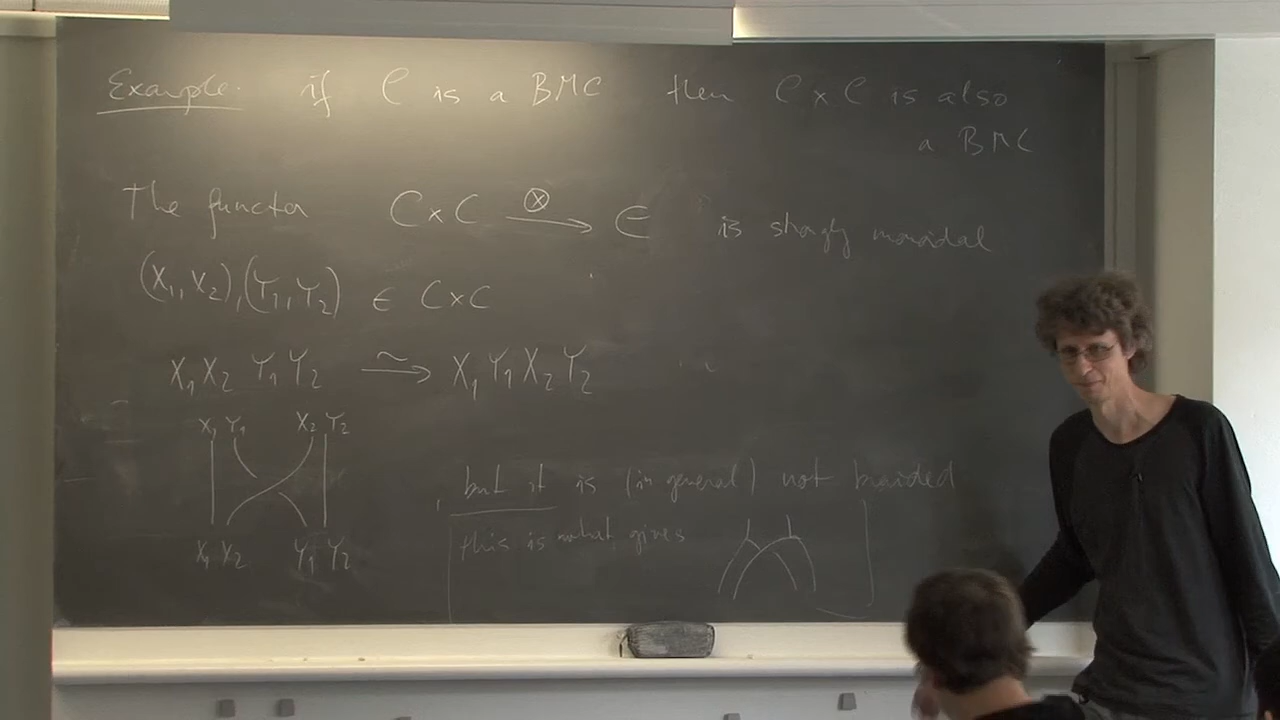 Example. if C is a BMC then C x C is also
a BMC
The functor C x C ⊗→ C is strongly monoidal
(X₁, X₂), (Y₁, Y₂) ∈ C x C
X₁ X₂ Y₁ Y₂ ~→ X₁ Y₁ X₂ Y₂
X₁ Y₁ X₂ Y₂
but it is (in general) not braided
this is what gives
X₁ X₂ Y₁ Y₂